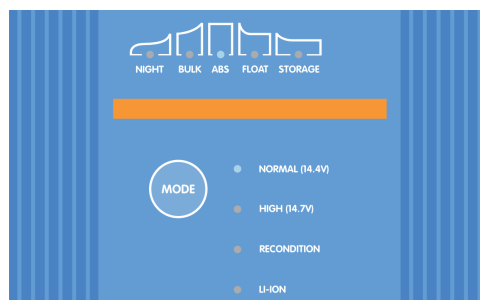 NIGHT BULK ABS FLOAT STORAGE
MODE
NORMAL (14.4V)
HIGH (14.7V)
RECONDITION
LI-ION